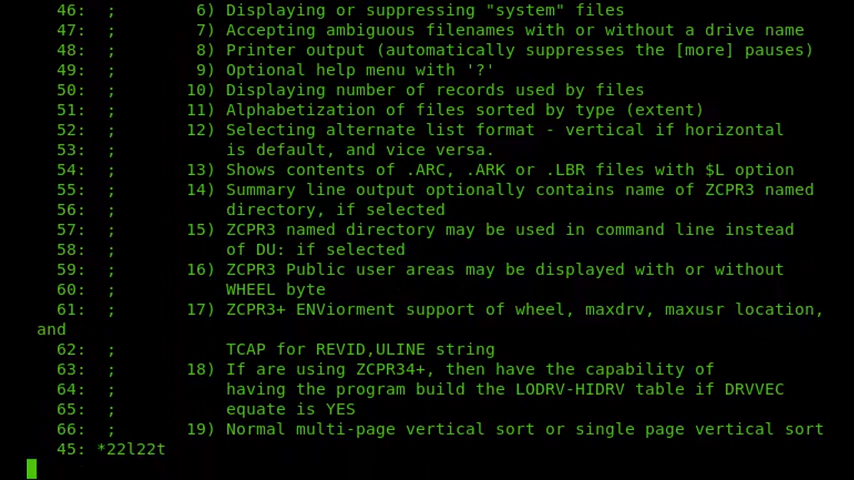 46:  ;        6) Displaying or suppressing "system" files
47:  ;        7) Accepting ambiguous filenames with or without a drive name
48:  ;        8) Printer output (automatically suppresses the [more] pauses)
49:  ;        9) Optional help menu with '?'
50:  ;       10) Displaying number of records used by files
51:  ;       11) Alphabetization of files sorted by type (extent)
52:  ;       12) Selecting alternate list format - vertical if horizontal
53:  ;           is default, and vice versa.
54:  ;       13) Shows contents of .ARC, .ARK or .LBR files with $L option
55:  ;       14) Summary line output optionally contains name of ZCPR3 named
56:  ;           directory, if selected
57:  ;       15) ZCPR3 named directory may be used in command line instead
58:  ;           of DU: if selected
59:  ;       16) ZCPR3 Public user areas may be displayed with or without
60:  ;           WHEEL byte
61:  ;       17) ZCPR3+ ENViorment support of wheel, maxdrv, maxusr location,
and
62:  ;           TCAP for REVID,ULINE string
63:  ;       18) If are using ZCPR34+, then have the capability of
64:  ;           having the program build the LODRV-HIDRV table if DRVVEC
65:  ;           equate is YES
66:  ;       19) Normal multi-page vertical sort or single page vertical sort
45: *22l22t